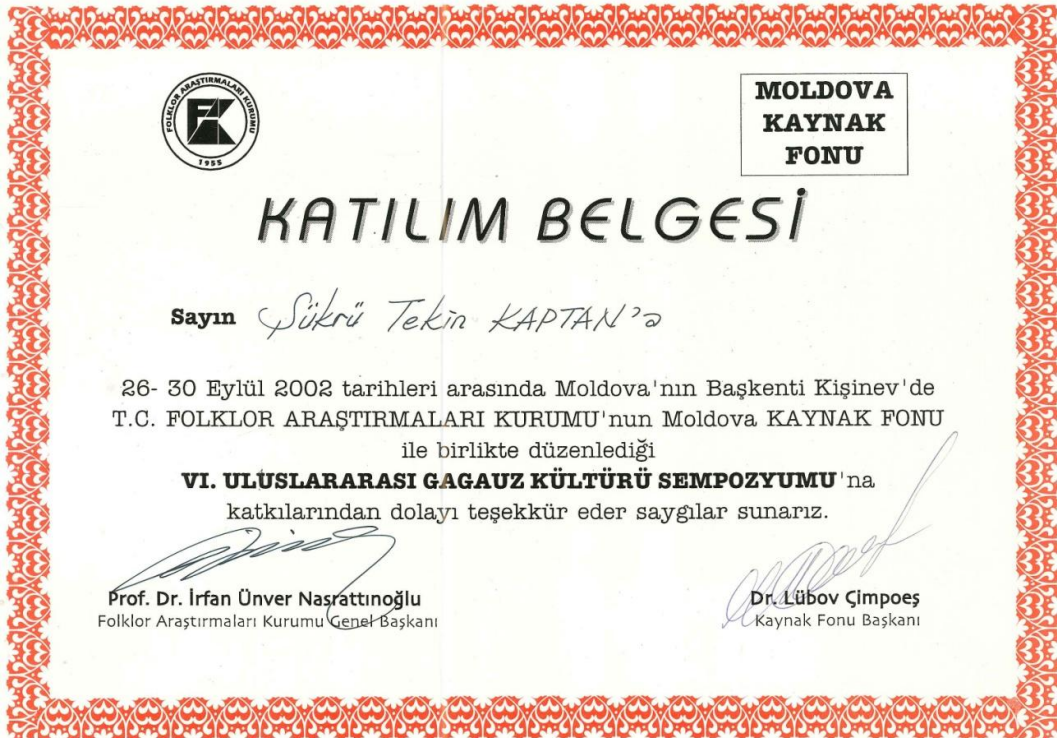 FOLKLOR ARAŞTIRMALARI KURUMU
FAK
1955
MOLDOVA
KAYNAK
FONU
KATILIM BELGESİ
Sayın Şükrü Tekin KAPTAN'a
26- 30 Eylül 2002 tarihleri arasında Moldova'nın Başkenti Kişinev'de
T.C. FOLKLOR ARAŞTIRMALARI KURUMU'nun Moldova KAYNAK FONU
ile birlikte düzenlediği
VI. ULUSLARARASI GAGAUZ KÜLTÜRÜ SEMPOZYUMU'na
katkılarından dolayı teşekkür eder saygılar sunarız.
Prof. Dr. İrfan Ünver Nasrattınoğlu
Folklor Araştırmaları Kurumu Genel Başkanı
Dr. Lübov Çimpoeş
Kaynak Fonu Başkanı